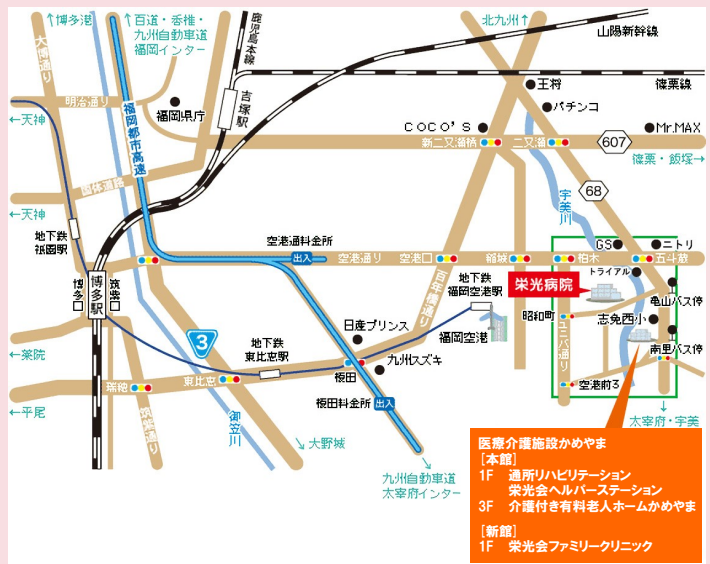 博多港
百道・香椎・
九州自動車道
福岡インター
鹿児島本線
北九州
山陽新幹線
大博通り
篠栗線
王将
明治通り
吉塚駅
パチンコ
福岡県庁
天神
福岡都市高速
COCO'S
Mr.MAX
新二又瀬橋
二又瀬
607
篠栗・飯塚
国体道路
68
宇美川
天神
地下鉄
祇園駅
空港通料金所
出入
空港通り
空港口
稲城
柏木
五斗蔵
GS
ニトリ
トライアル
博多口
博多駅
筑紫口
百年橋通り
地下鉄
福岡空港駅
栄光病院
亀山バス停
昭和町
志免西小
福岡空港
日産プリンス
3
地下鉄
東比恵駅
九州スズキ
ユニバ通り
南里バス停
薬院
瑞穂
東比恵
榎田
空港前3
榎田料金所
出入
平尾
筑紫通り
御笠川
大野城
太宰府・宇美
九州自動車道
太宰府インター
医療介護施設かめやま
[本館]
1F 通所リハビリテーション
栄光会ヘルパーステーション
3F 介護付き有料老人ホームかめやま
[新館]
1F 栄光会ファミリークリニック